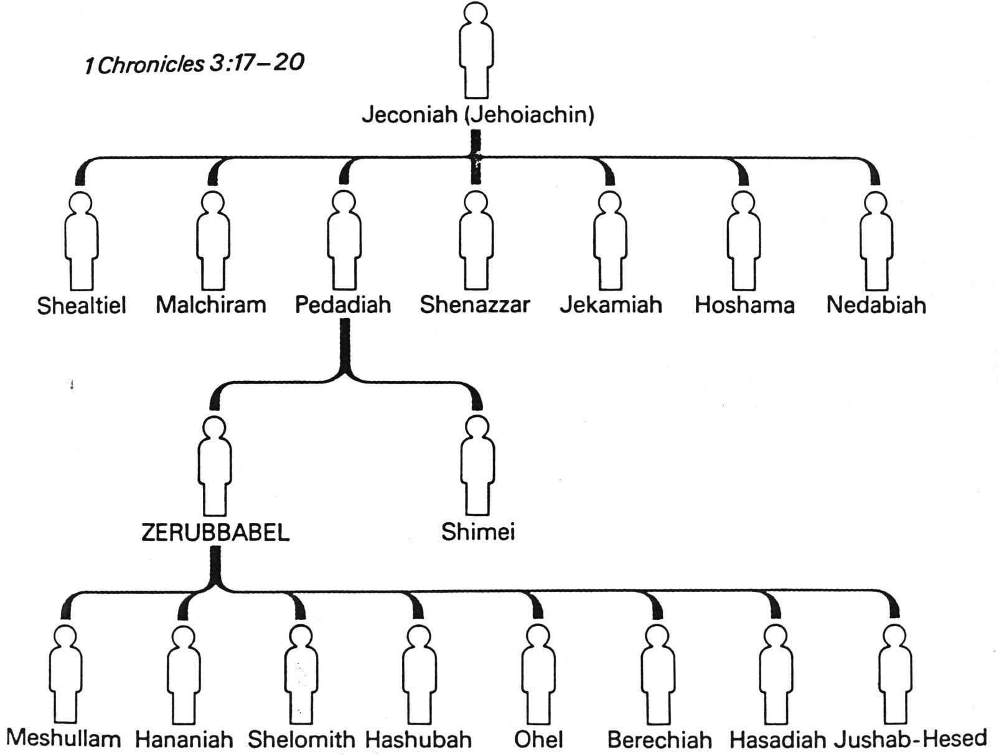 1 Chronicles 3:17–20
Jeconiah (Jehoiachin)
Shealtiel Malchiram Pedadiah Shenazzar Jekamiah Hoshama Nedabiah
ZERUBBABEL Shimei
Meshullam Hananiah Shelomith Hashubah Ohel Berechiah Hasadiah Jushab-Hesed